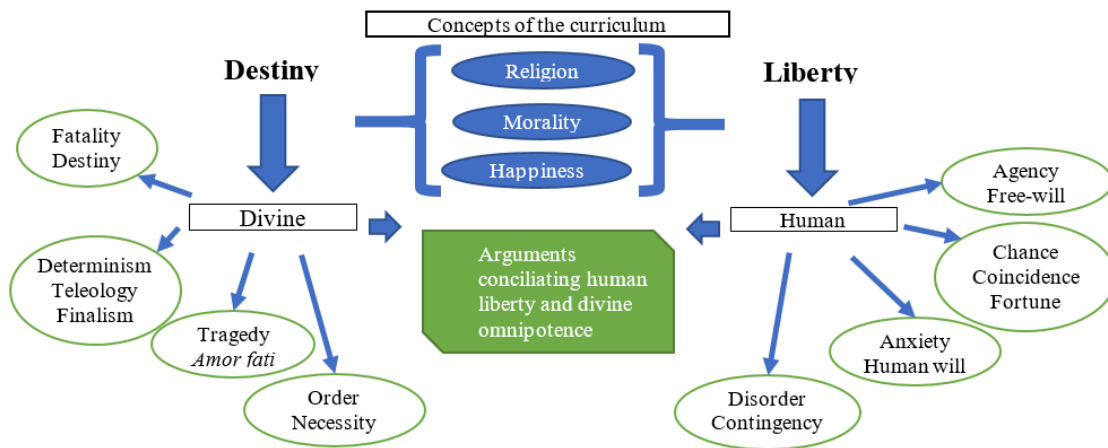 Concepts of the curriculum
Destiny
Liberty
Religion
Morality
Happiness
Fatality
Destiny
Divine
Determinism
Teleology
Finalism
Tragedy
Amor fati
Order
Necessity
Arguments
conciliating human
liberty and divine
omnipotence
Human
Agency
Free-will
Chance
Coincidence
Fortune
Anxiety
Human will
Disorder
Contingency